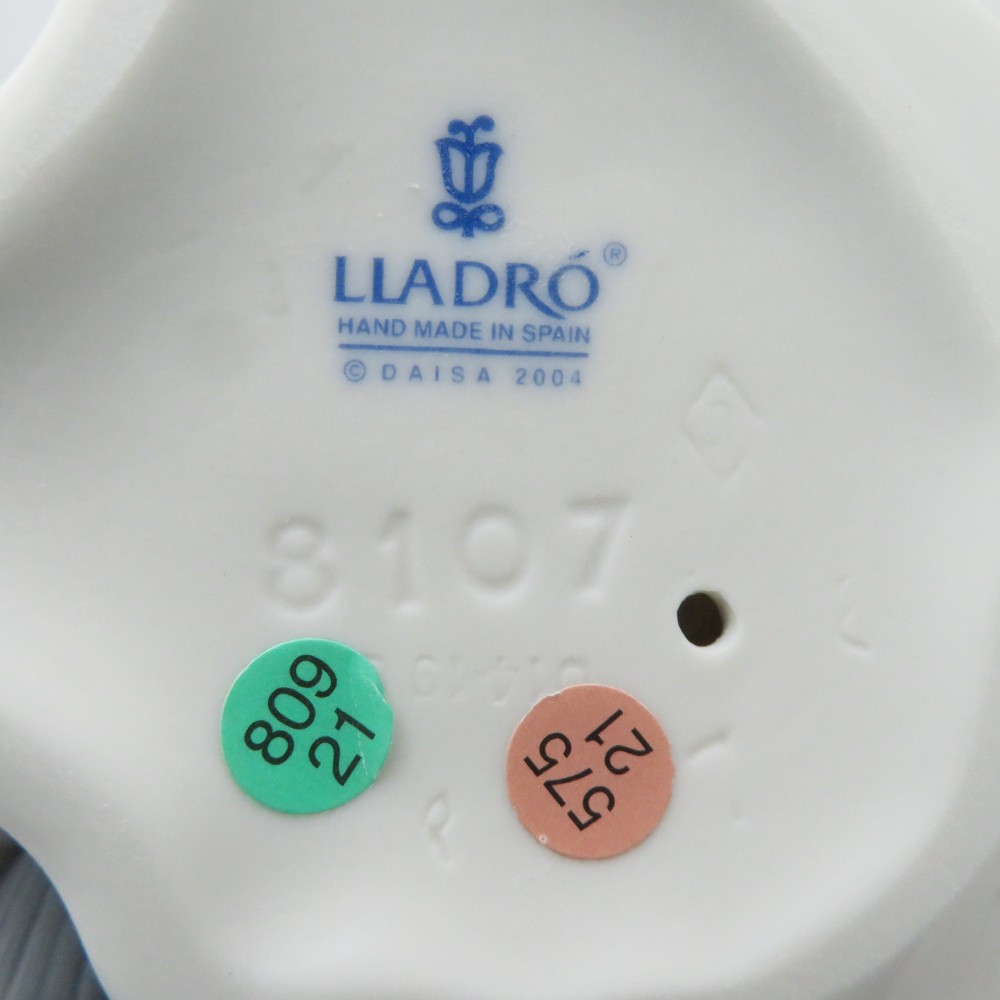 LLADRÓ®
HAND MADE IN SPAIN
© DAISA 2004
8107
809
21
575
21